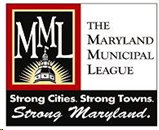 MML
THE
MARYLAND
MUNICIPAL
LEAGUE
Strong Cities. Strong Towns.
Strong Maryland.